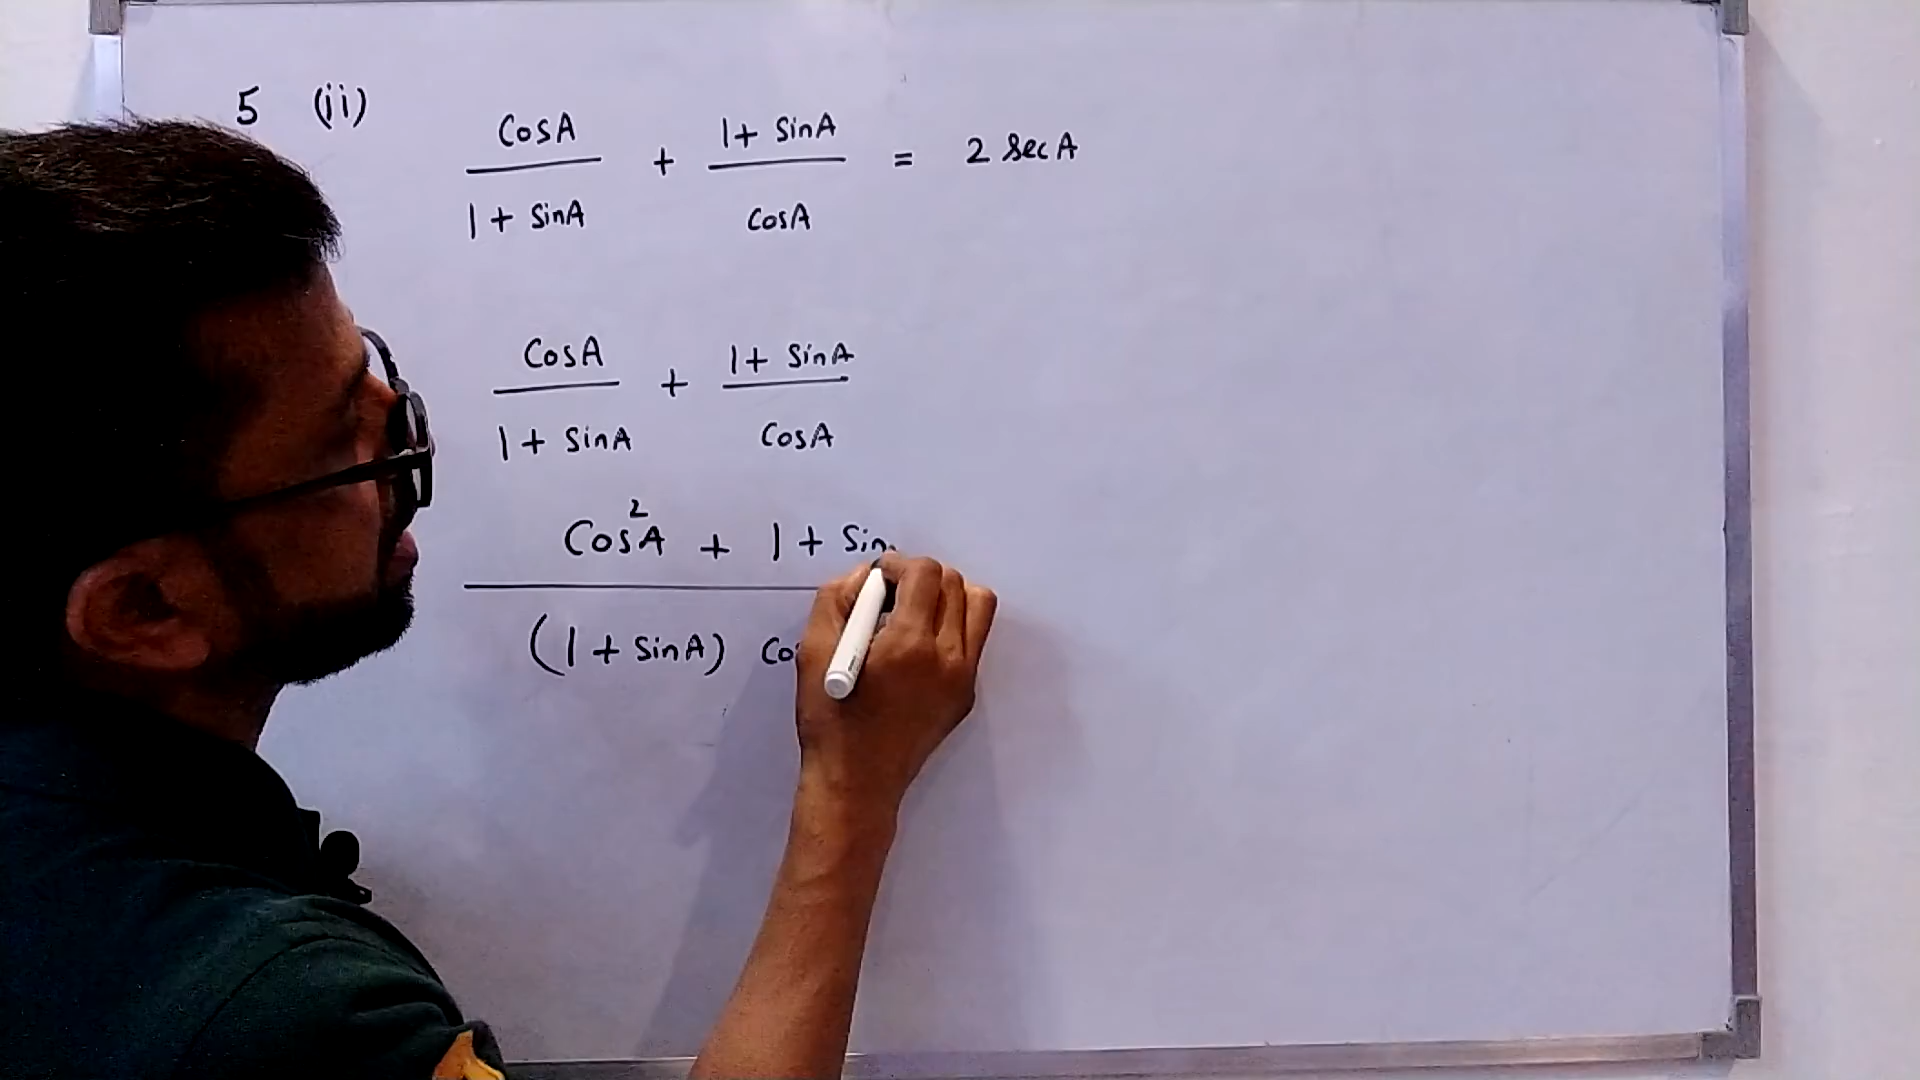 5 (ii) CosA / 1 + SinA + 1 + SinA / CosA = 2 SecA
CosA / 1 + SinA + 1 + SinA / CosA
Cos²A + 1 + Sin
(1 + SinA) Co